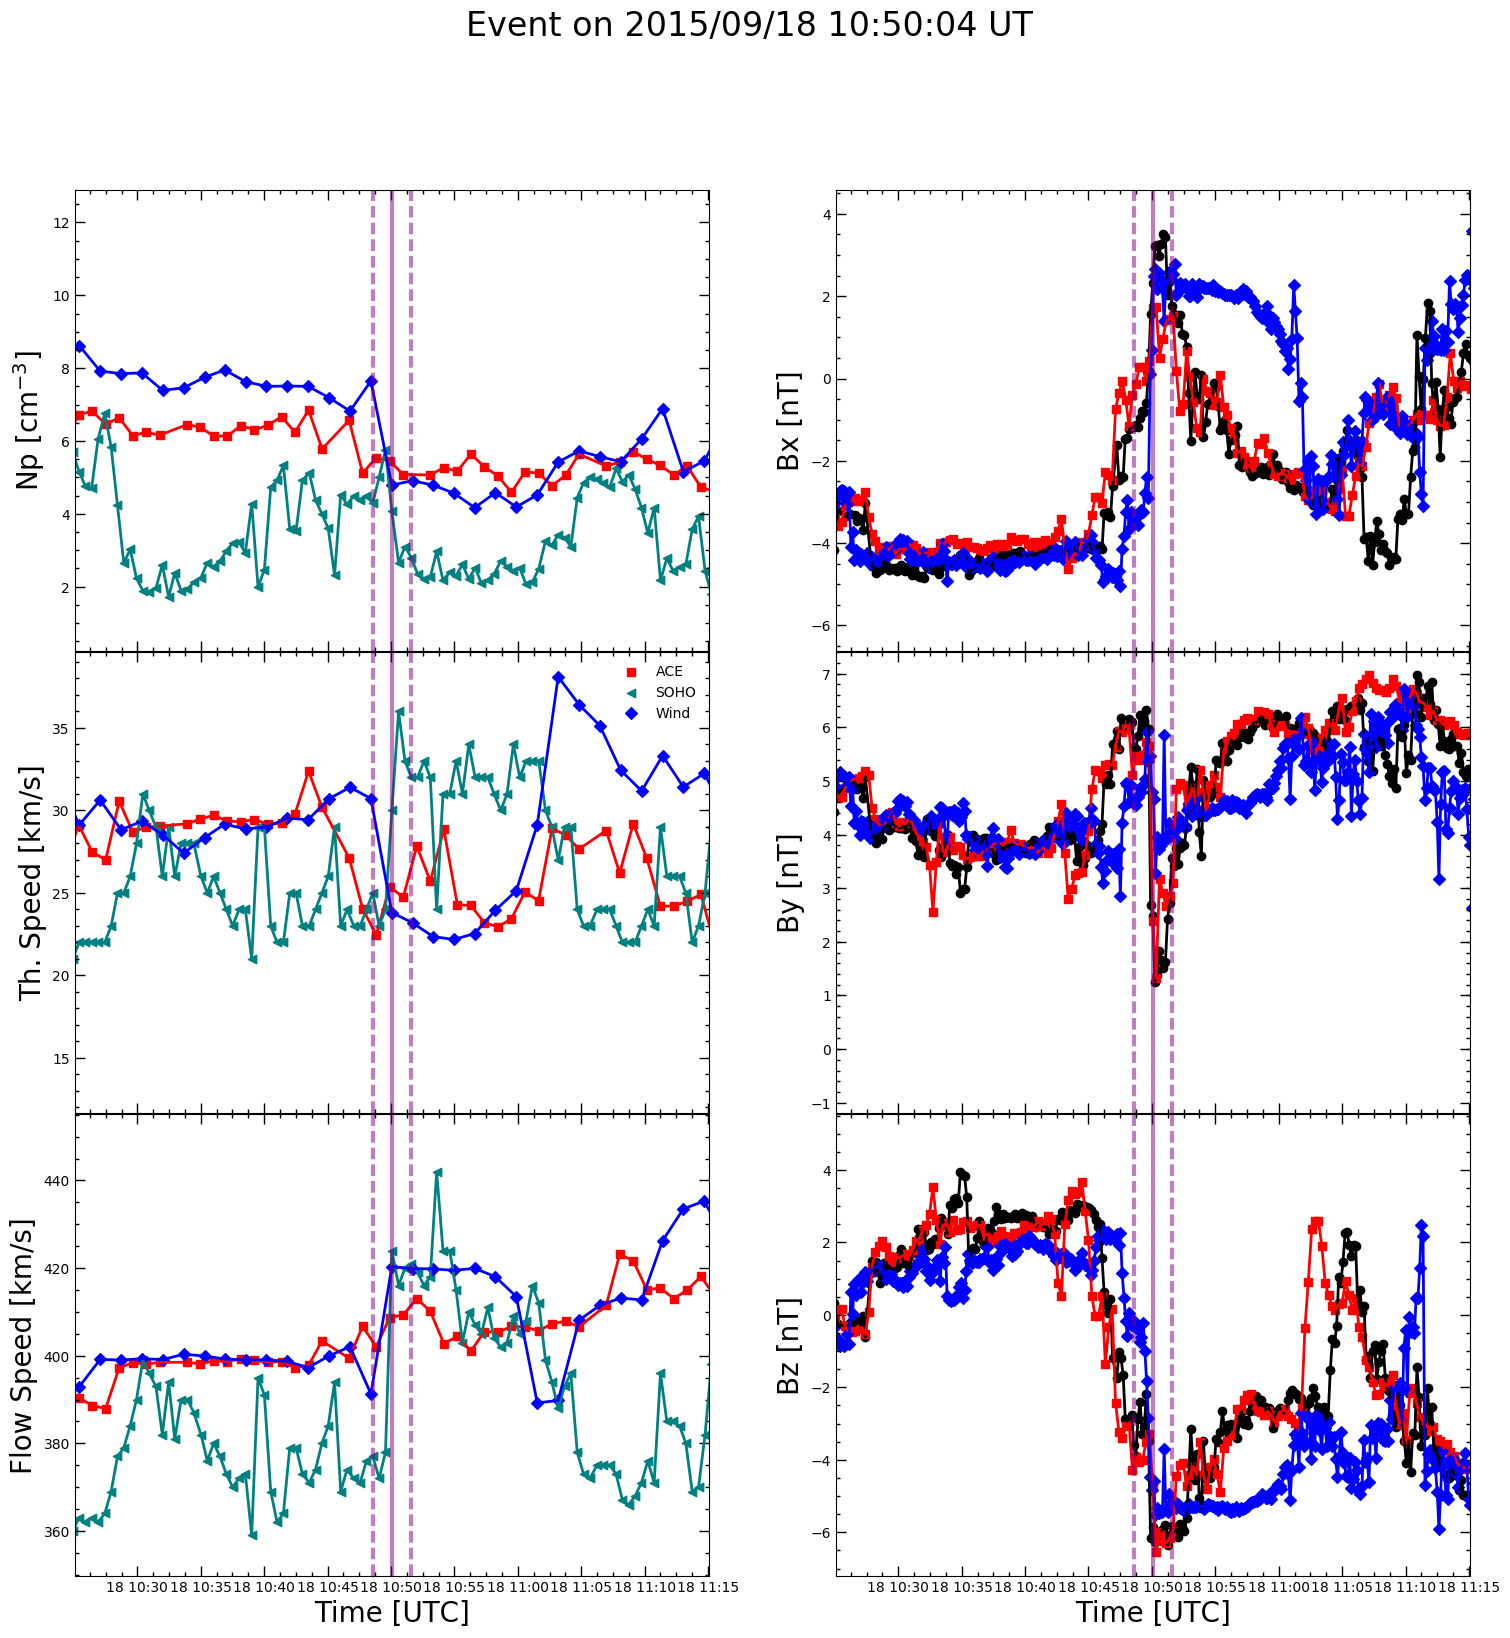 Event on 2015/09/18 10:50:04 UT
12
10
8
6
4
2
Np [cm⁻³]
4
2
0
−2
−4
−6
Bx [nT]
ACE
SOHO
Wind
35
30
25
20
15
Th. Speed [km/s]
7
6
5
4
3
2
1
0
−1
By [nT]
440
420
400
380
360
Flow Speed [km/s]
4
2
0
−2
−4
−6
Bz [nT]
18 10:30 18 10:35 18 10:40 18 10:45 18 10:50 18 10:55 18 11:00 18 11:05 18 11:10 18 11:15
Time [UTC]
18 10:30 18 10:35 18 10:40 18 10:45 18 10:50 18 10:55 18 11:00 18 11:05 18 11:10 18 11:15
Time [UTC]